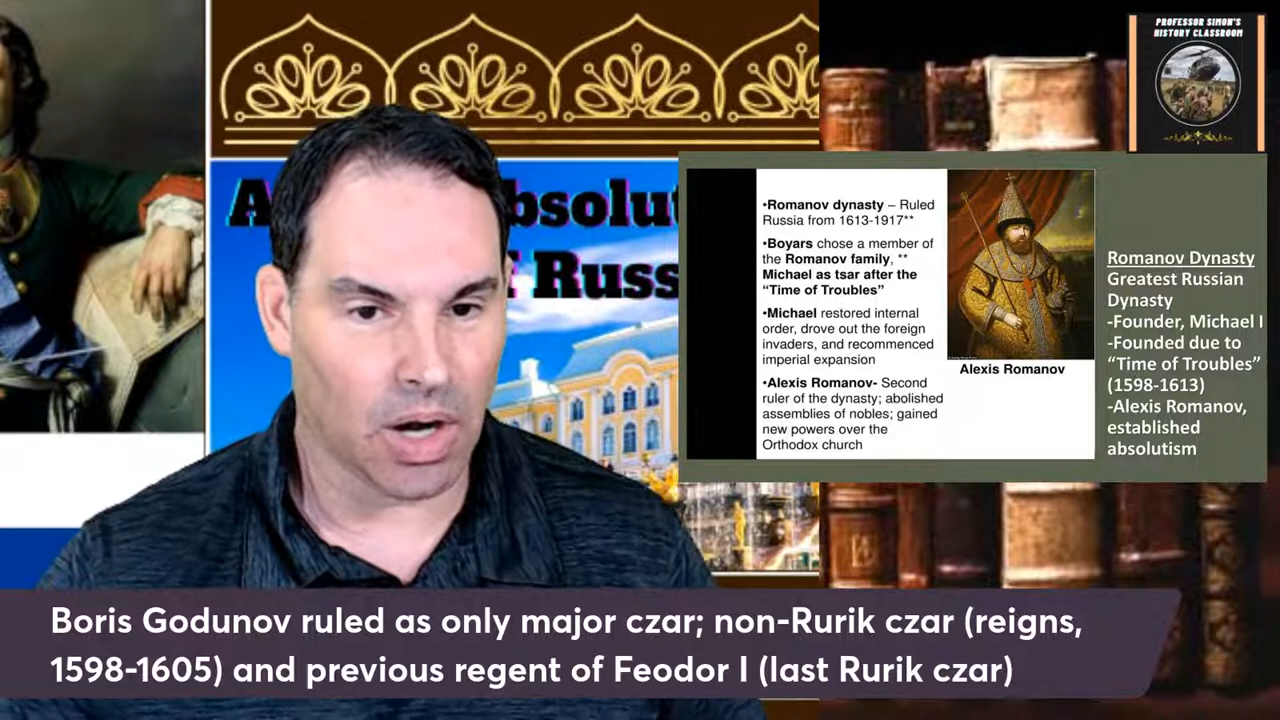 PROFESSOR SIMON'S
HISTORY CLASSROOM
•Romanov dynasty – Ruled
Russia from 1613-1917**
•Boyars chose a member of
the Romanov family, **
Michael as tsar after the
“Time of Troubles”
•Michael restored internal
order, drove out the foreign
invaders, and recommenced
imperial expansion
•Alexis Romanov- Second
ruler of the dynasty; abolished
assemblies of nobles; gained
new powers over the
Orthodox church
Alexis Romanov
Romanov Dynasty
Greatest Russian
Dynasty
-Founder, Michael I
-Founded due to
“Time of Troubles”
(1598-1613)
-Alexis Romanov,
established
absolutism
Boris Godunov ruled as only major czar; non-Rurik czar (reigns,
1598-1605) and previous regent of Feodor I (last Rurik czar)